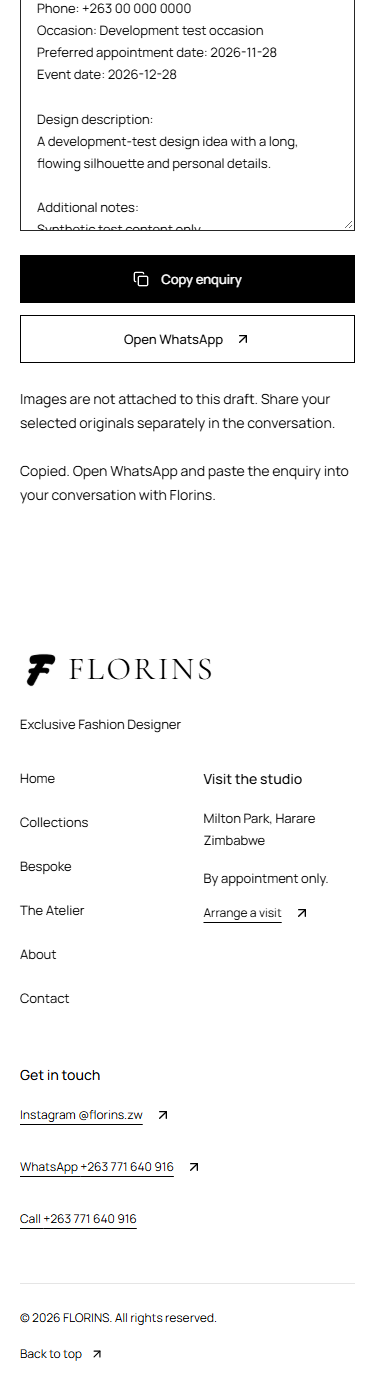 Phone: +263 00 000 0000
Occasion: Development test occasion
Preferred appointment date: 2026-11-28
Event date: 2026-12-28
Design description:
A development-test design idea with a long,
flowing silhouette and personal details.
Additional notes:
Synthetic test content only
Copy enquiry
Open WhatsApp
Images are not attached to this draft. Share your
selected originals separately in the conversation.
Copied. Open WhatsApp and paste the enquiry into
your conversation with Florins.
F FLORINS
Exclusive Fashion Designer
Home
Collections
Bespoke
The Atelier
About
Contact
Visit the studio
Milton Park, Harare
Zimbabwe
By appointment only.
Arrange a visit
Get in touch
Instagram @florins.zw
WhatsApp +263 771 640 916
Call +263 771 640 916
© 2026 FLORINS. All rights reserved.
Back to top